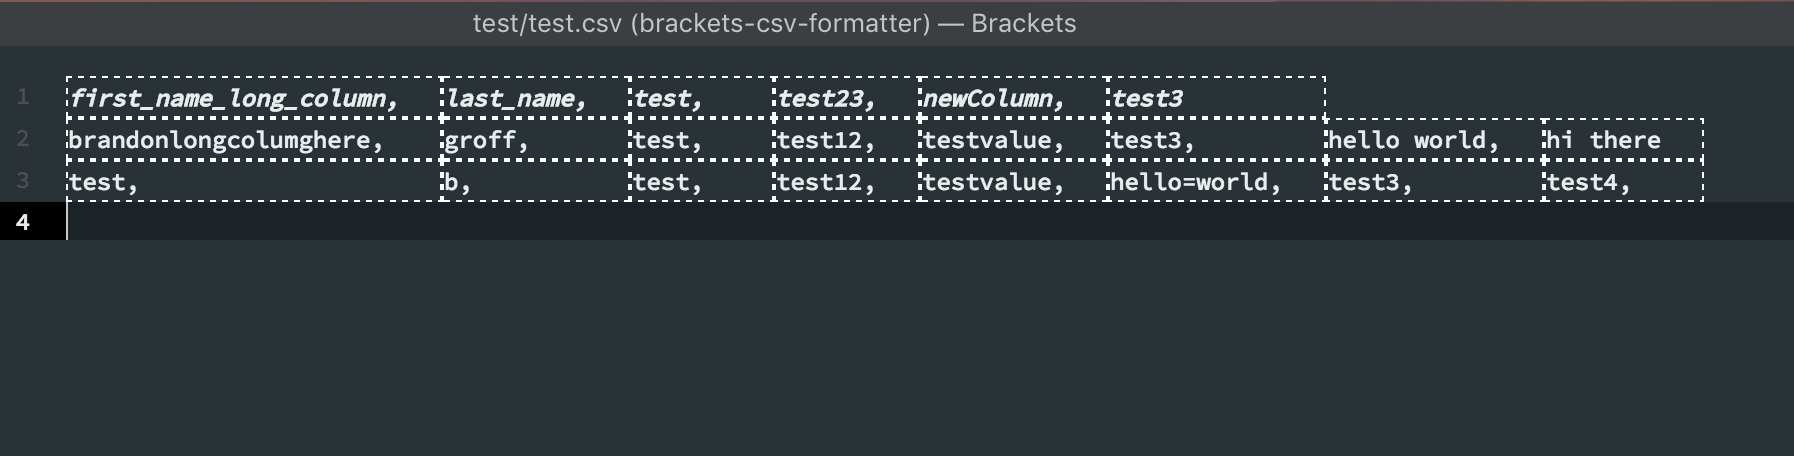 test/test.csv (brackets-csv-formatter) — Brackets
1 first_name_long_column, last_name, test, test23, newColumn, test3
2 brandonlongcolumghere, groff, test, test12, testvalue, test3, hello world, hi there
3 test, b, test, test12, testvalue, hello=world, test3, test4,
4